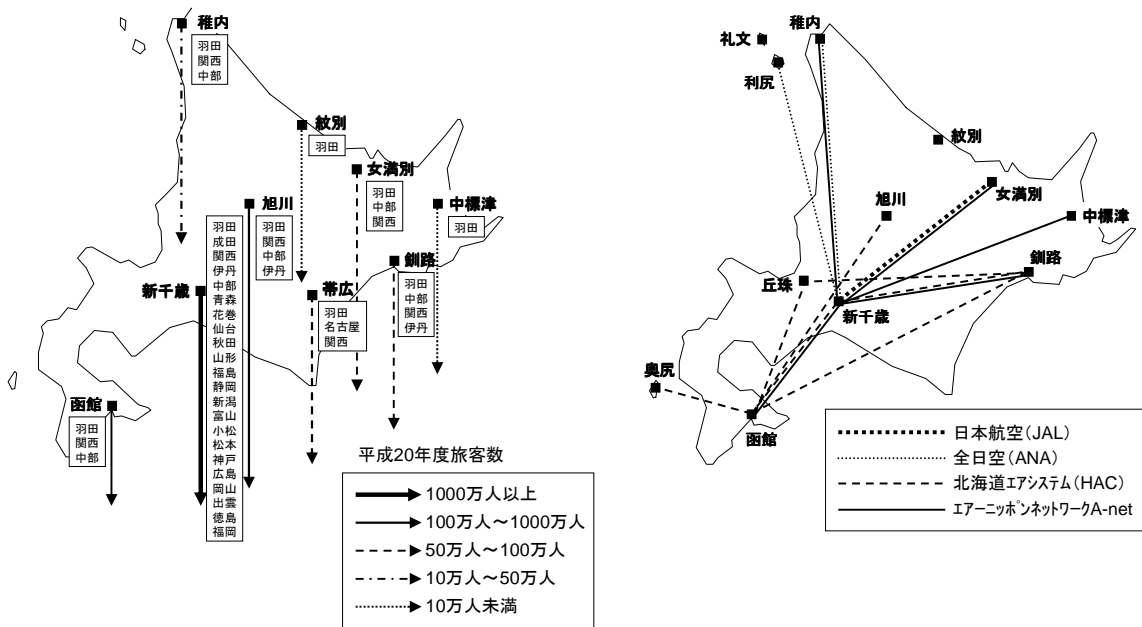 稚内
羽田
関西
中部
紋別
羽田
女満別
羽田
中部
関西
旭川
羽田
関西
中部
伊丹
中標津
羽田
釧路
羽田
中部
関西
伊丹
帯広
羽田
名古屋
関西
新千歳
羽田
成田
関西
伊丹
中部
青森
花巻
仙台
秋田
山形
福島
静岡
新潟
富山
小松
松本
神戸
広島
岡山
出雲
徳島
福岡
函館
羽田
関西
中部
平成20年度旅客数
1000万人以上
100万人～1000万人
50万人～100万人
10万人～50万人
10万人未満
稚内
礼文
利尻
紋別
女満別
旭川
中標津
釧路
丘珠
新千歳
奥尻
函館
日本航空(JAL)
全日空(ANA)
北海道エアシステム(HAC)
エアーニッポンネットワークA-net